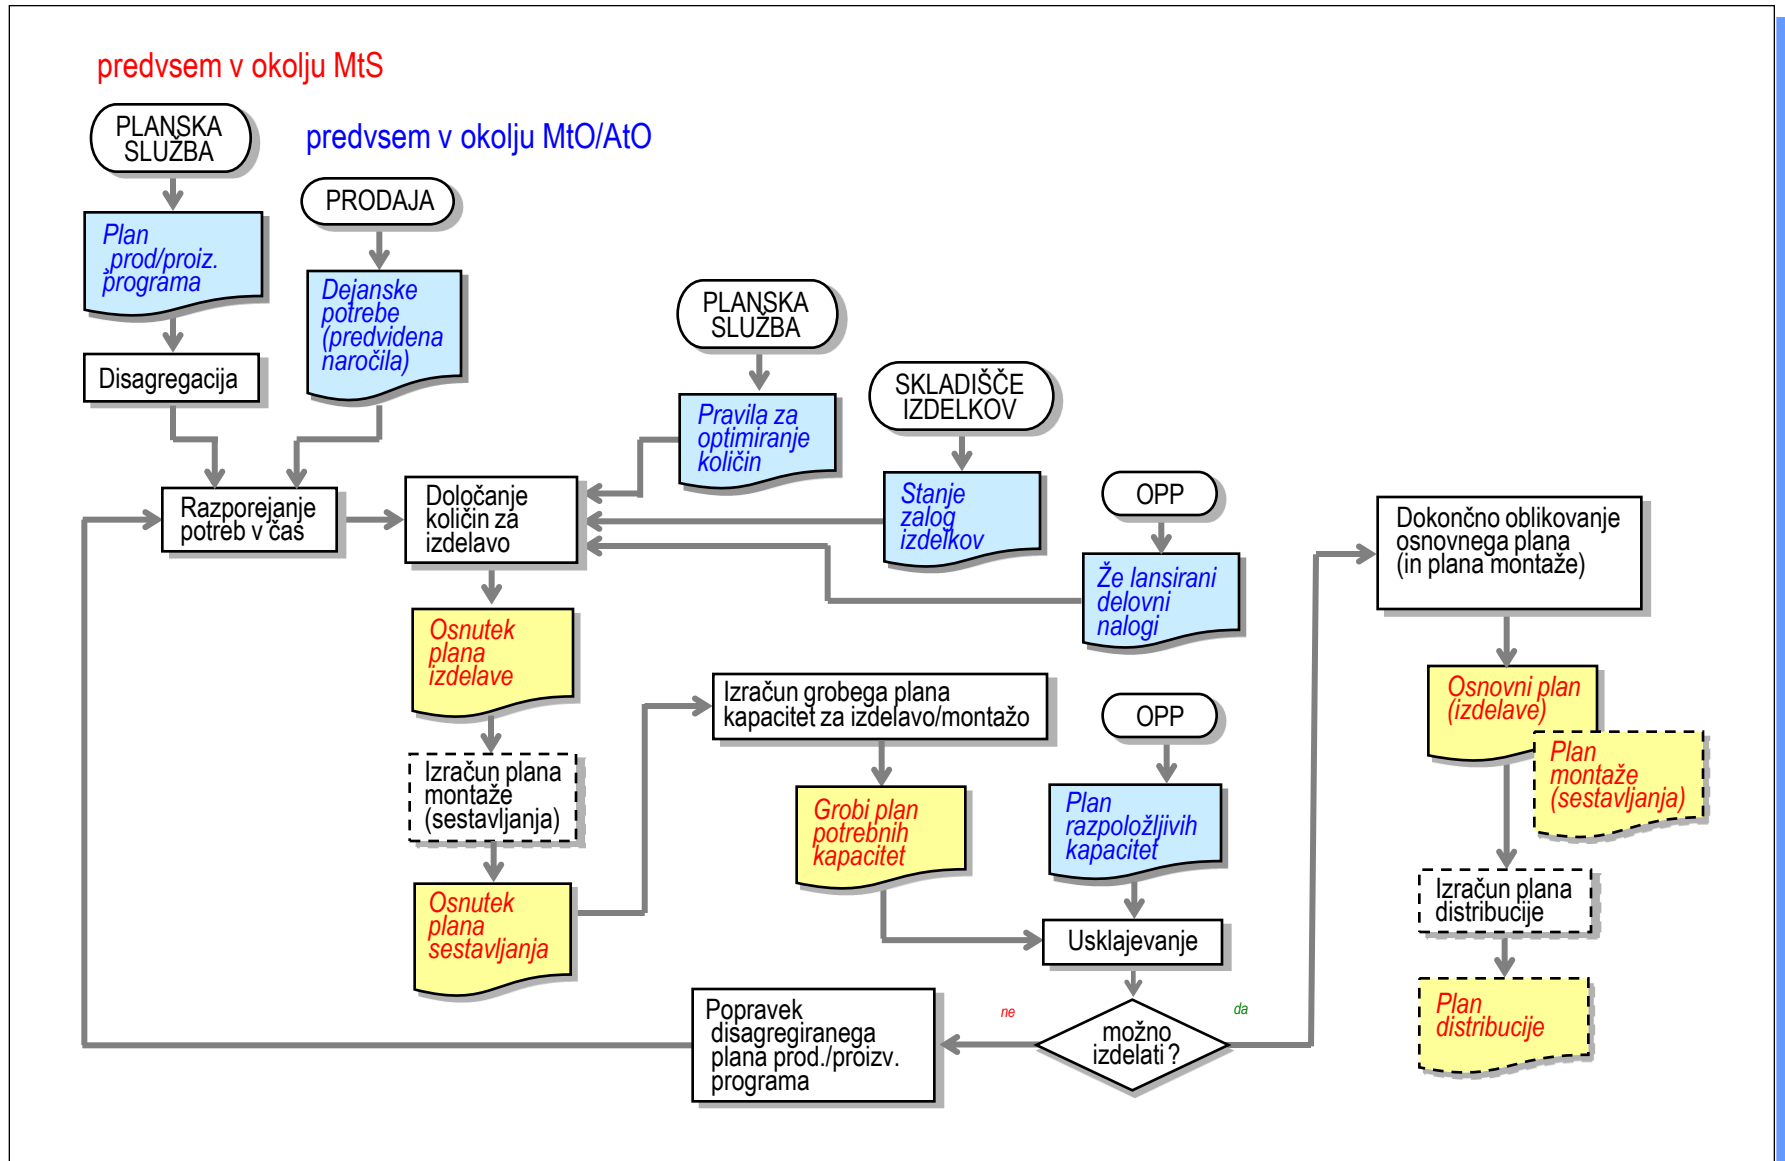 predvsem v okolju MtS
PLANSKA
SLUŽBA
predvsem v okolju MtO/AtO
PRODAJA
Plan
prod/proiz.
programa
Dejanske
potrebe
(predvidena
naročila)
Disagregacija
PLANSKA
SLUŽBA
SKLADIŠČE
IZDELKOV
Pravila za
optimiranje
količin
Razporejanje
potreb v čas
Določanje
količin za
izdelavo
Stanje
zalog
izdelkov
OPP
Že lansirani
delovni
nalogi
Dokončno oblikovanje
osnovnega plana
(in plana montaže)
Osnutek
plana
izdelave
Izračun grobega plana
kapacitet za izdelavo/montažo
OPP
Osnovni plan
(izdelave)
Plan
montaže
(sestavljanja)
Izračun plana
montaže
(sestavljanja)
Grobi plan
potrebnih
kapacitet
Plan
razpoložljivih
kapacitet
Osnutek
plana
sestavljanja
Usklajevanje
Izračun plana
distribucije
Popravek
disagregiranega
plana prod./proizv.
programa
ne
možno
izdelati?
da
Plan
distribucije